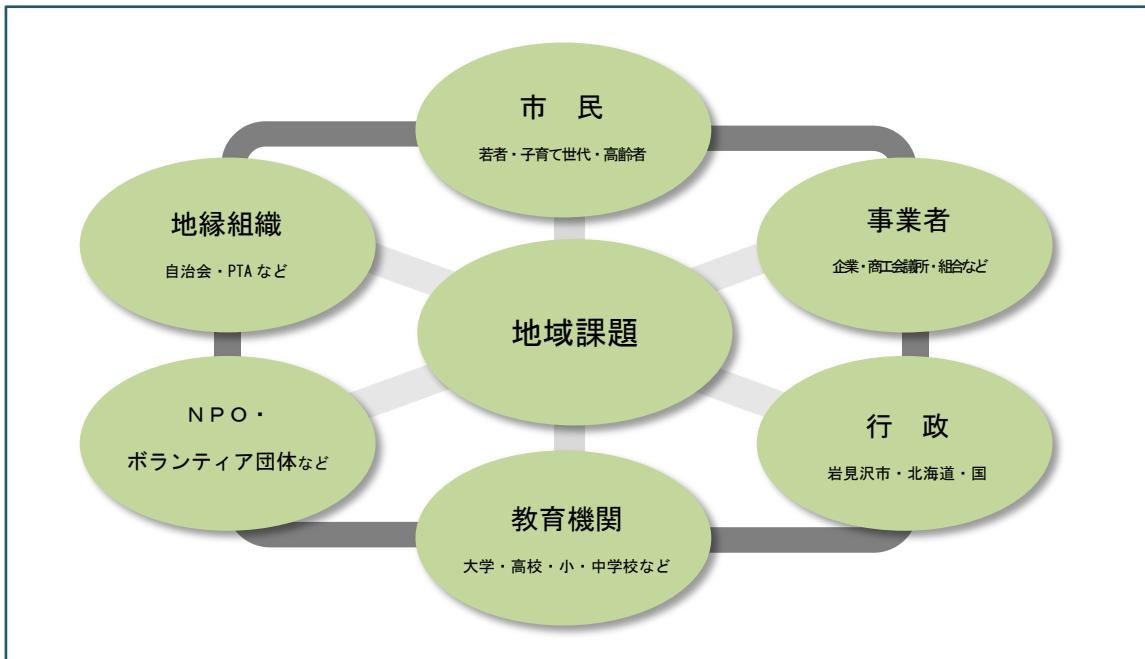 市　民
若者・子育て世代・高齢者
地縁組織
自治会・PTA など
事業者
企業・商工会議所・組合など
地域課題
ＮＰＯ・
ボランティア団体など
行　政
岩見沢市・北海道・国
教育機関
大学・高校・小・中学校など